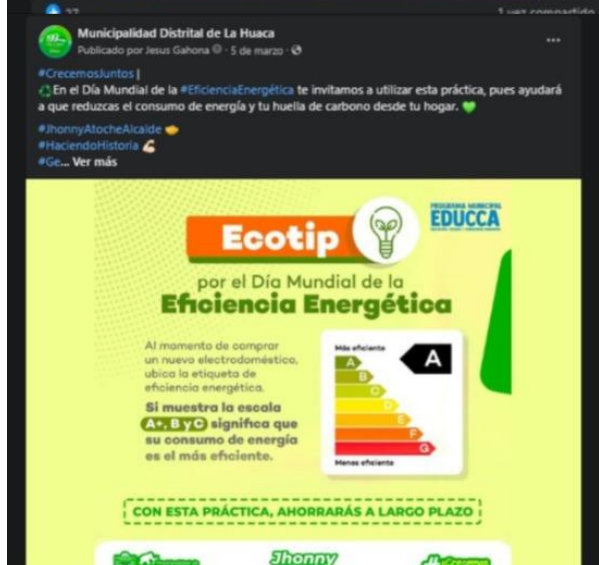 27
1 vez compartido
Municipalidad Distrital de La Huaca
Publicado por Jesus Gahona · 5 de marzo ·
#CrecemosJuntos |
En el Día Mundial de la #EficienciaEnergética te invitamos a utilizar esta práctica, pues ayudará
a que reduzcas el consumo de energía y tu huella de carbono desde tu hogar.
#JhonnyAtocheAlcalde
#HaciendoHistoria
#Ge... Ver más
PROGRAMA MUNICIPAL
EDUCCA
Ecotip
por el Día Mundial de la
Eficiencia Energética
Al momento de comprar
un nuevo electrodoméstico,
ubica la etiqueta de
eficiencia energética.
Si muestra la escala
A+, B y C significa que
su consumo de energía
es el más eficiente.
Más eficiente
A
A
B
C
D
E
F
G
Menos eficiente
CON ESTA PRÁCTICA, AHORRARÁS A LARGO PLAZO
Jhonny